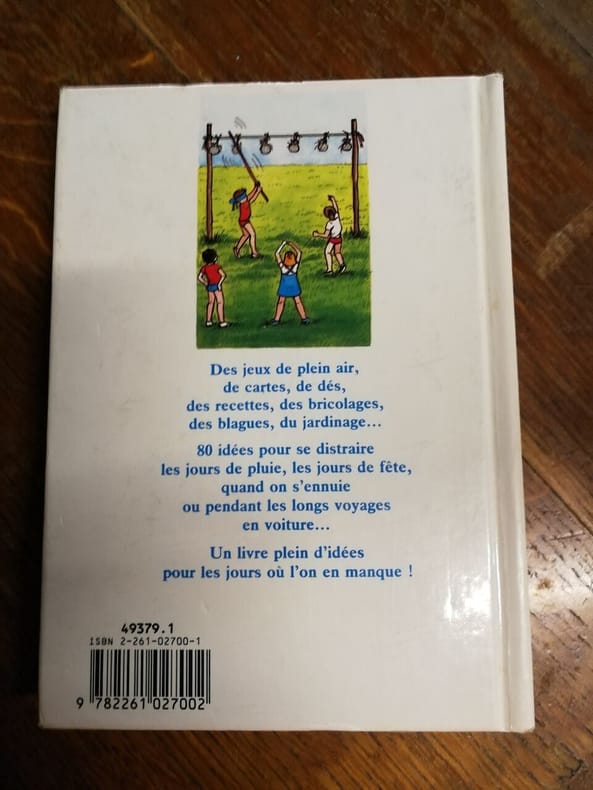 Des jeux de plein air,
de cartes, de dés,
des recettes, des bricolages,
des blagues, du jardinage...
80 idées pour se distraire
les jours de pluie, les jours de fête,
quand on s'ennuie
ou pendant les longs voyages
en voiture...
Un livre plein d'idées
pour les jours où l'on en manque !
49379.1
ISBN 2-261-02700-1
9 782261 027002